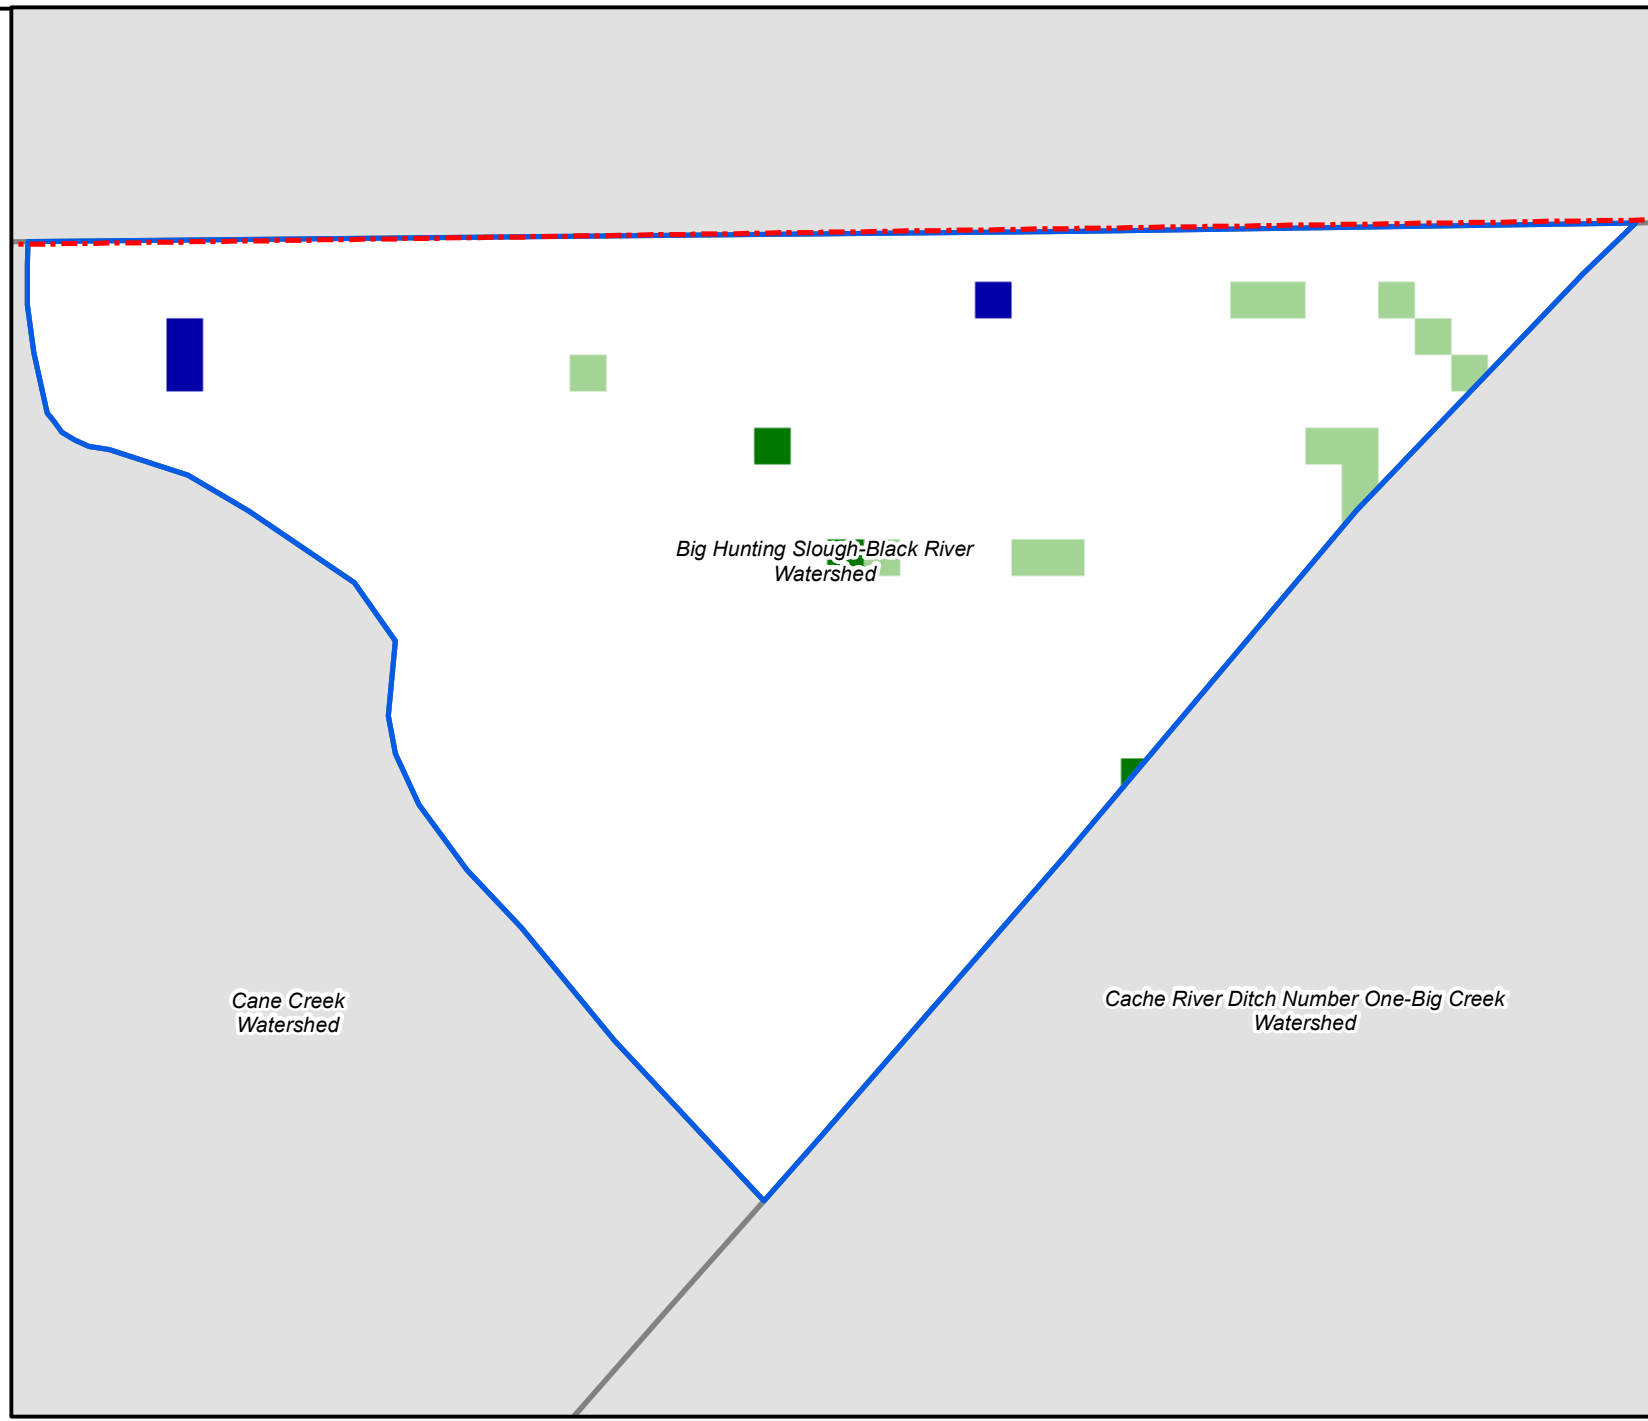 Big Hunting Slough-Black River
Watershed
Cane Creek
Watershed
Cache River Ditch Number One-Big Creek
Watershed